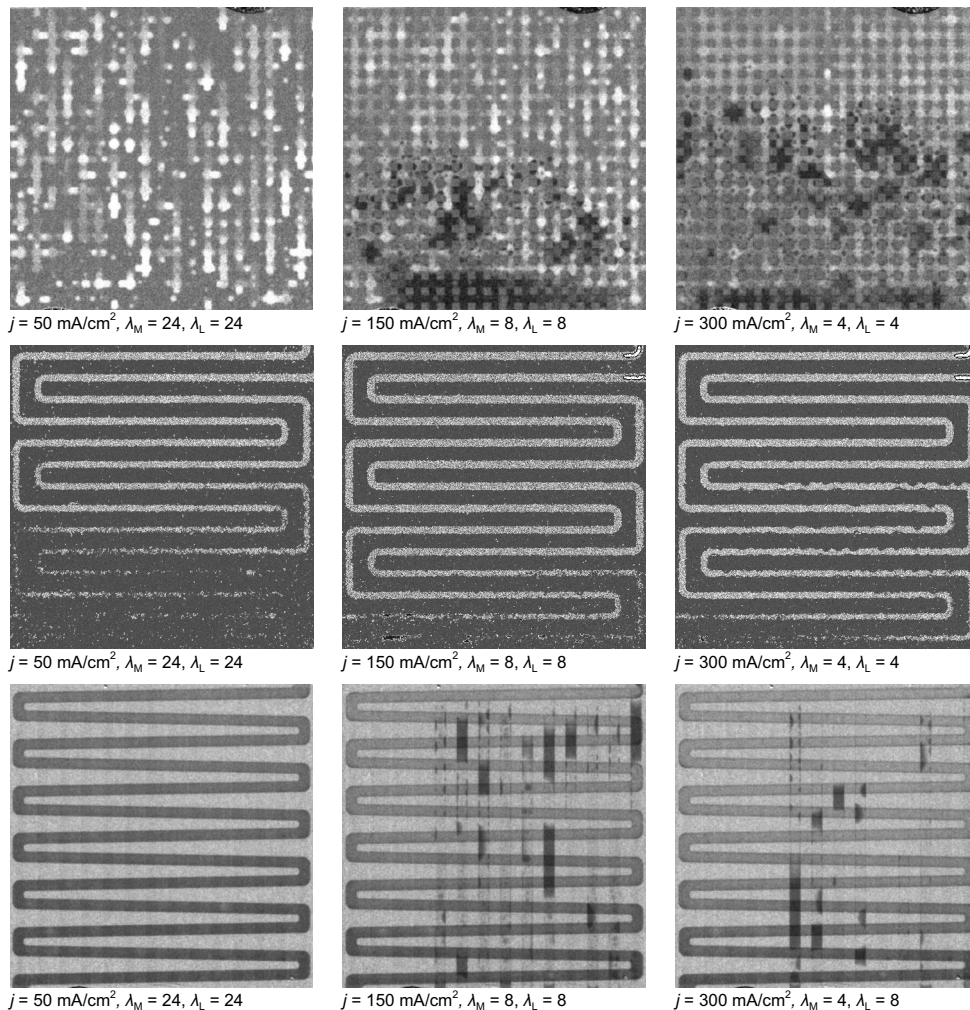 j = 50 mA/cm², λM = 24, λL = 24
j = 150 mA/cm², λM = 8, λL = 8
j = 300 mA/cm², λM = 4, λL = 4
j = 50 mA/cm², λM = 24, λL = 24
j = 150 mA/cm², λM = 8, λL = 8
j = 300 mA/cm², λM = 4, λL = 4
j = 50 mA/cm², λM = 24, λL = 24
j = 150 mA/cm², λM = 8, λL = 8
j = 300 mA/cm², λM = 4, λL = 8